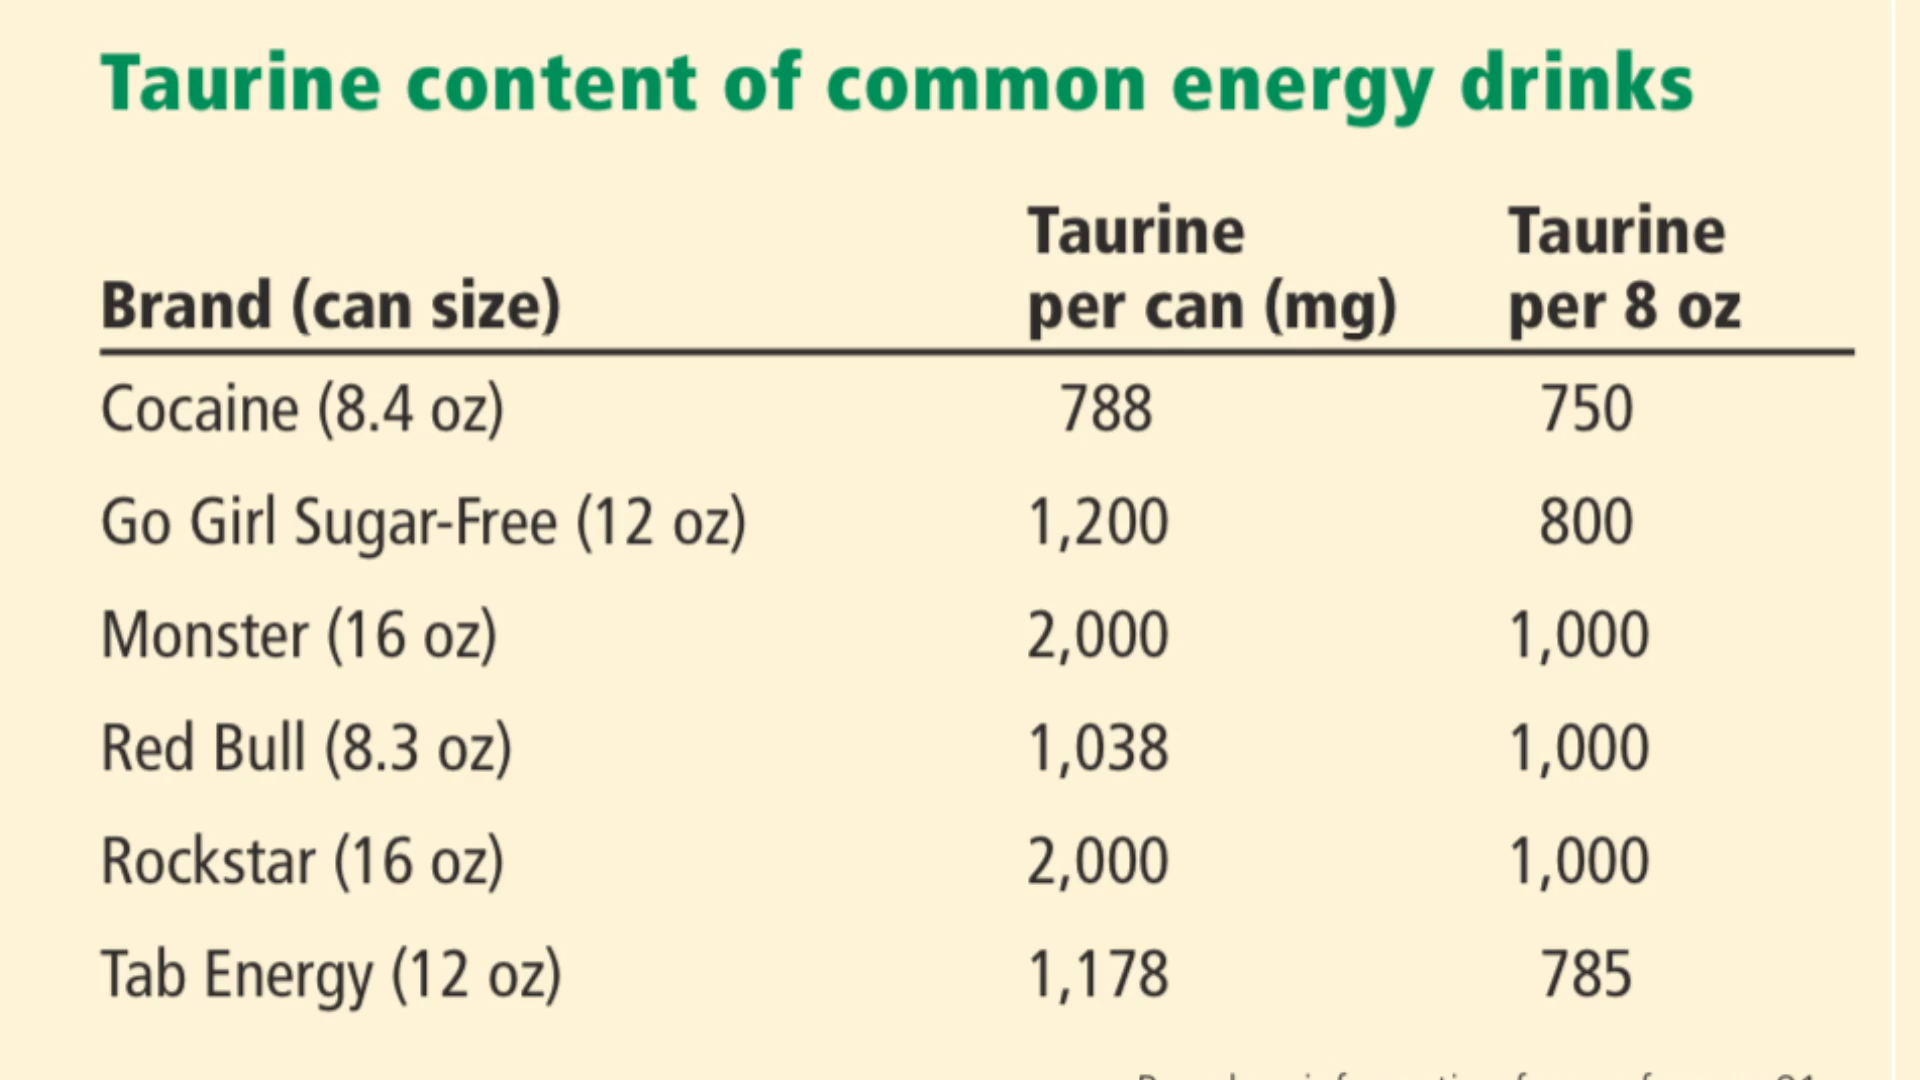 Taurine content of common energy drinks
Taurine Taurine
Brand (can size) per can (mg) per 8 oz
Cocaine (8.4 oz) 788 750
Go Girl Sugar-Free (12 oz) 1,200 800
Monster (16 oz) 2,000 1,000
Red Bull (8.3 oz) 1,038 1,000
Rockstar (16 oz) 2,000 1,000
Tab Energy (12 oz) 1,178 785